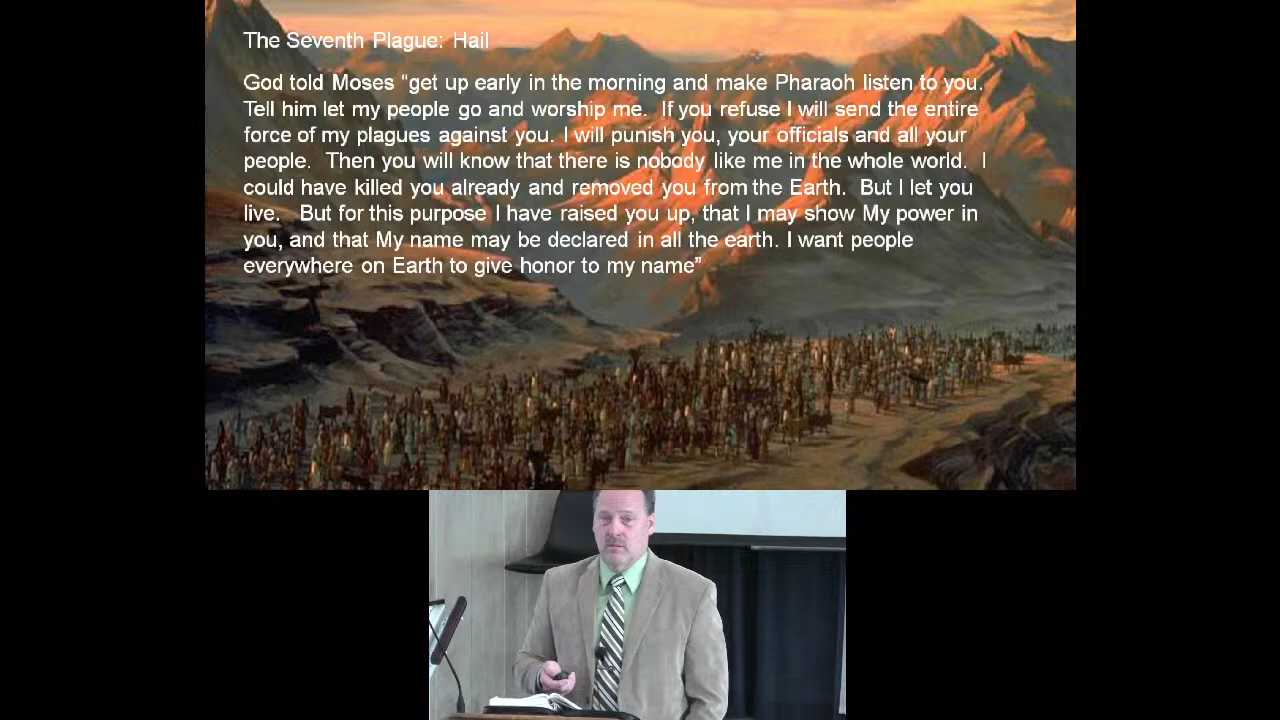 The Seventh Plague: Hail
God told Moses “get up early in the morning and make Pharaoh listen to you.
Tell him let my people go and worship me. If you refuse I will send the entire
force of my plagues against you. I will punish you, your officials and all your
people. Then you will know that there is nobody like me in the whole world. I
could have killed you already and removed you from the Earth. But I let you
live. But for this purpose I have raised you up, that I may show My power in
you, and that My name may be declared in all the earth. I want people
everywhere on Earth to give honor to my name”